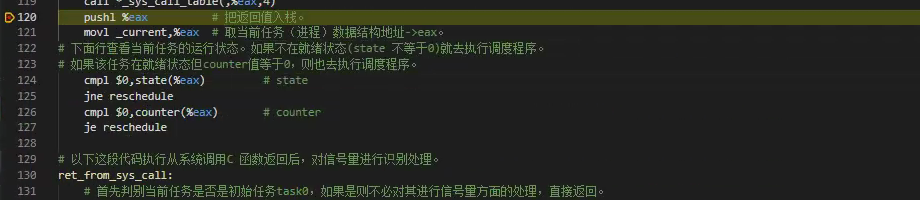 119 call *_sys_call_table(,%eax,4)
120 pushl %eax # 把返回值入栈。
121 movl _current,%eax # 取当前任务（进程）数据结构地址->eax。
122 # 下面行查看当前任务的运行状态。如果不在就绪状态(state 不等于0)就去执行调度程序。
123 # 如果该任务在就绪状态但counter值等于0，则也去执行调度程序。
124 cmpl $0,state(%eax) # state
125 jne reschedule
126 cmpl $0,counter(%eax) # counter
127 je reschedule
128
129 # 以下这段代码执行从系统调用C 函数返回后，对信号量进行识别处理。
130 ret_from_sys_call:
131 # 首先判别当前任务是否是初始任务task0，如果是则不必对其进行信号量方面的处理，直接返回。